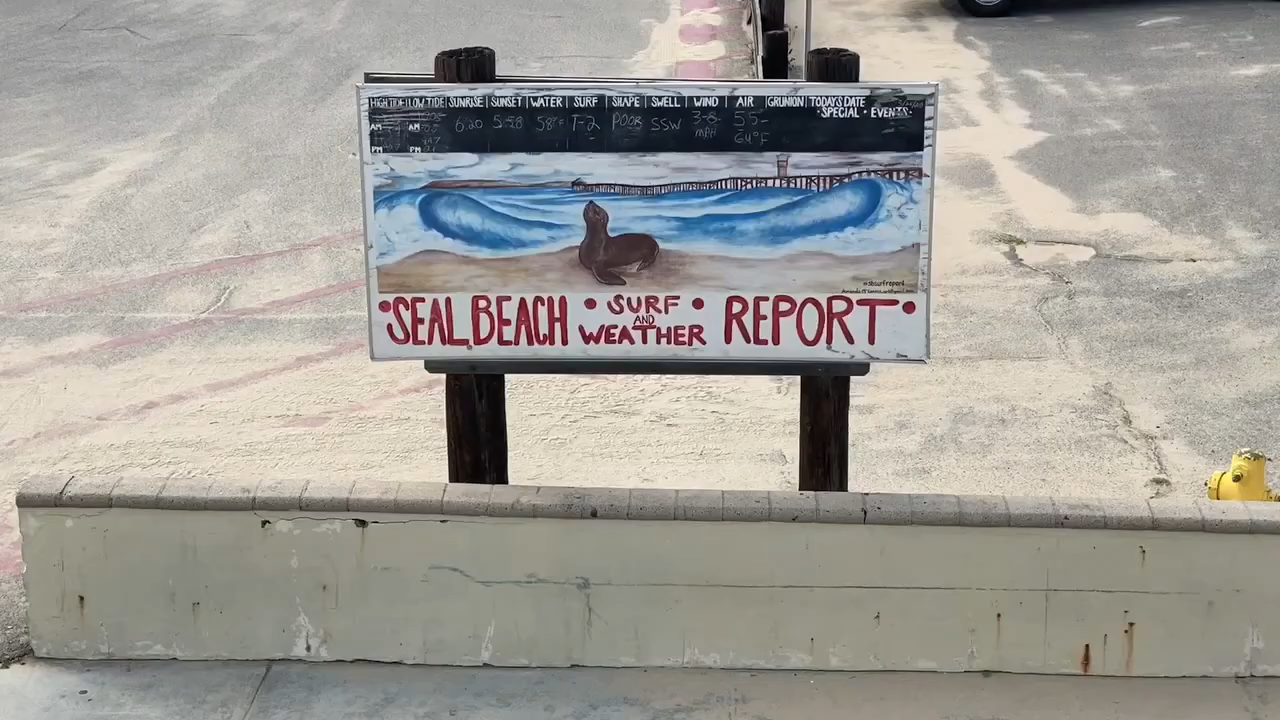 HIGH TIDE LOW TIDE SUNRISE SUNSET WATER SURF SHAPE SWELL WIND AIR GRUNION TODAYS DATE
• SPECIAL • EVENTS •
AM AM 6:20 5:58 58°F 1-2 POOR SSW 3-8 MPH 55- 64°F
PM PM
@sbsurfreport
•SEAL BEACH • SURF AND WEATHER • REPORT•